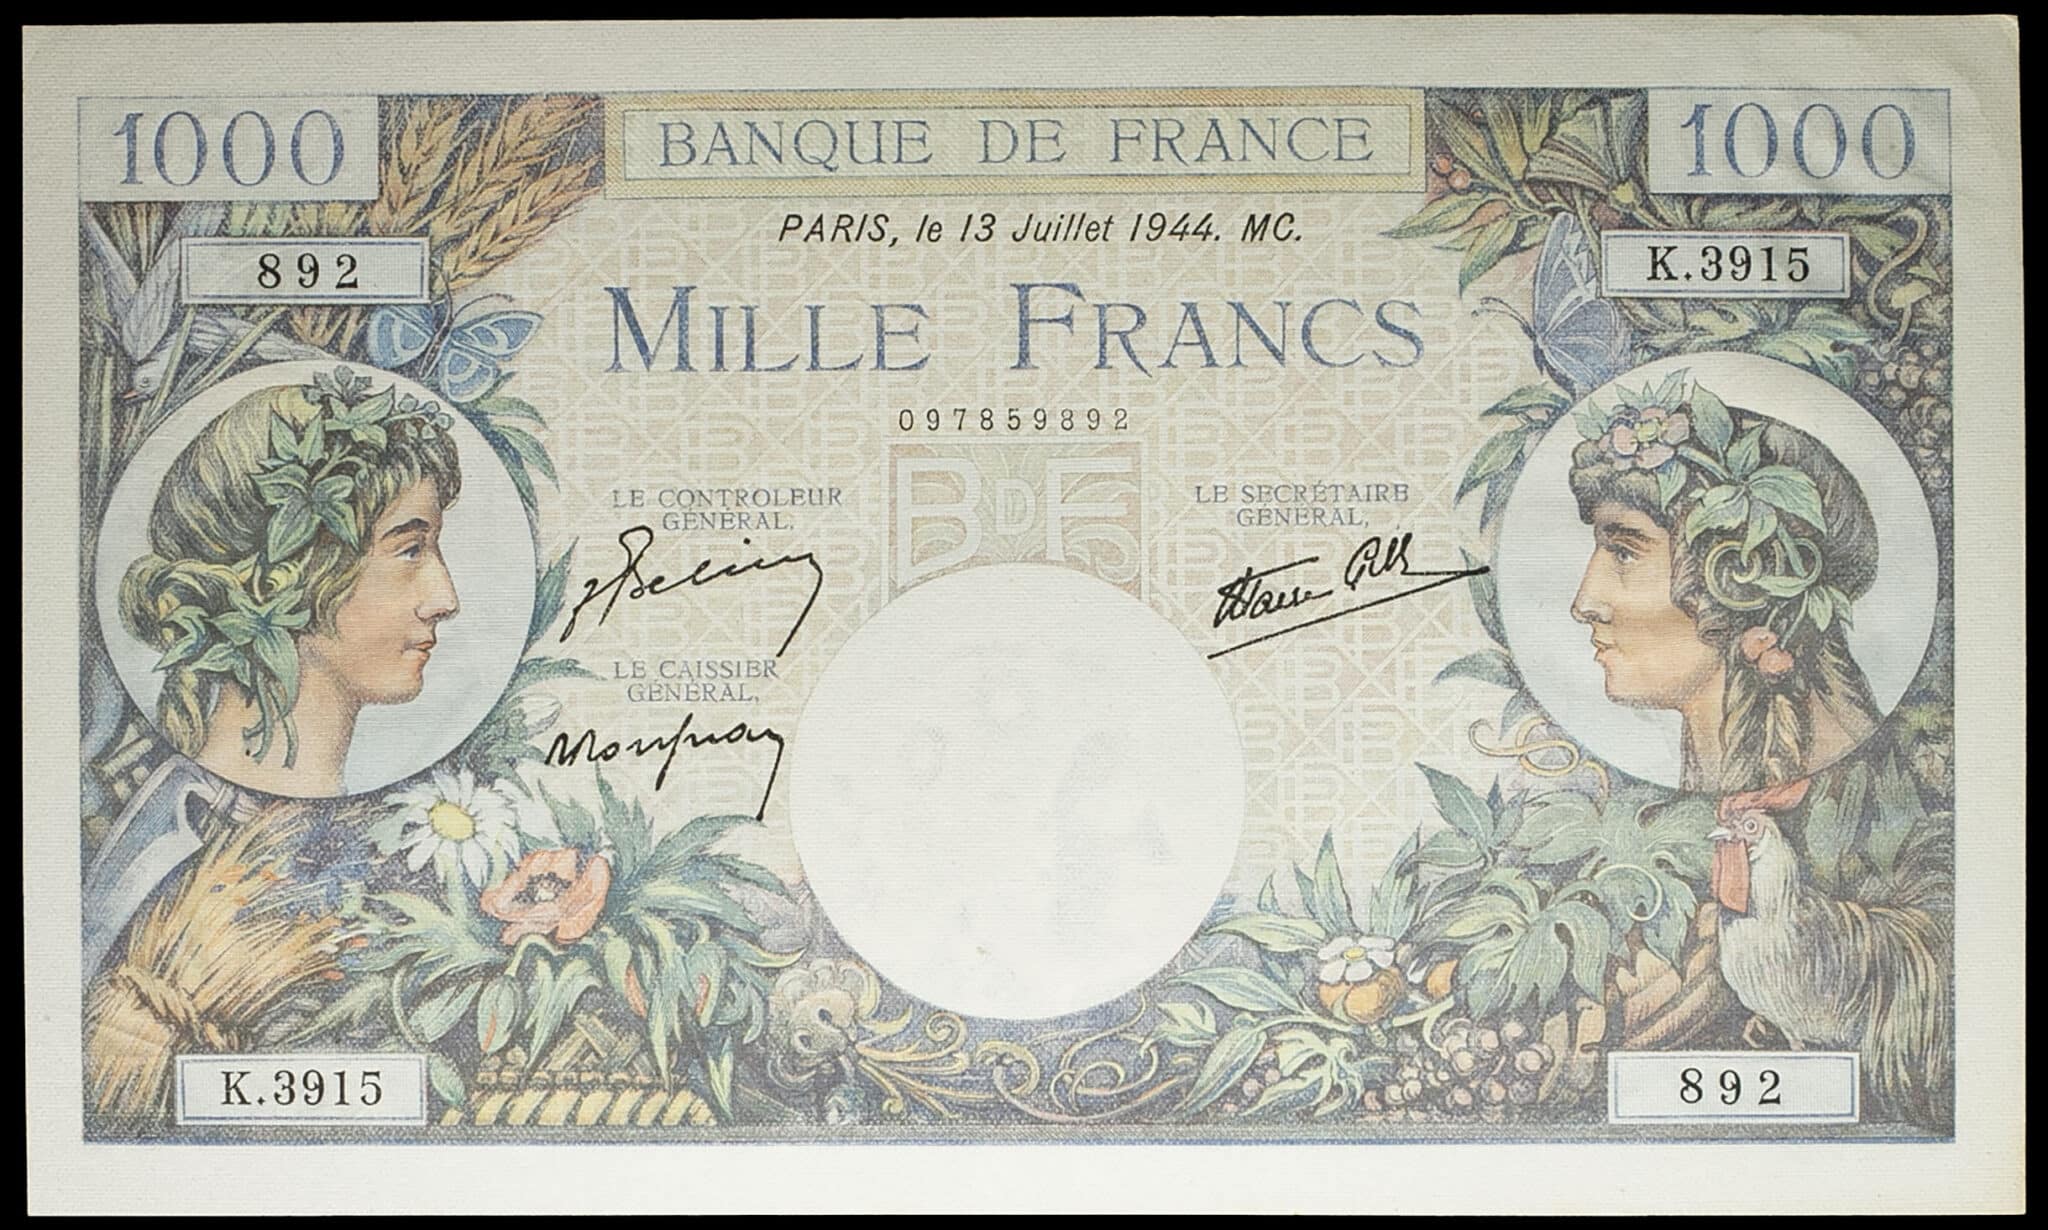 1000
BANQUE DE FRANCE
1000
PARIS, le 13 Juillet 1944. MC.
892
K.3915
MILLE FRANCS
097859892
BDF
LE CONTROLEUR
GÉNÉRAL,
LE SECRÉTAIRE
GÉNÉRAL,
LE CAISSIER
GÉNÉRAL,
K.3915
892